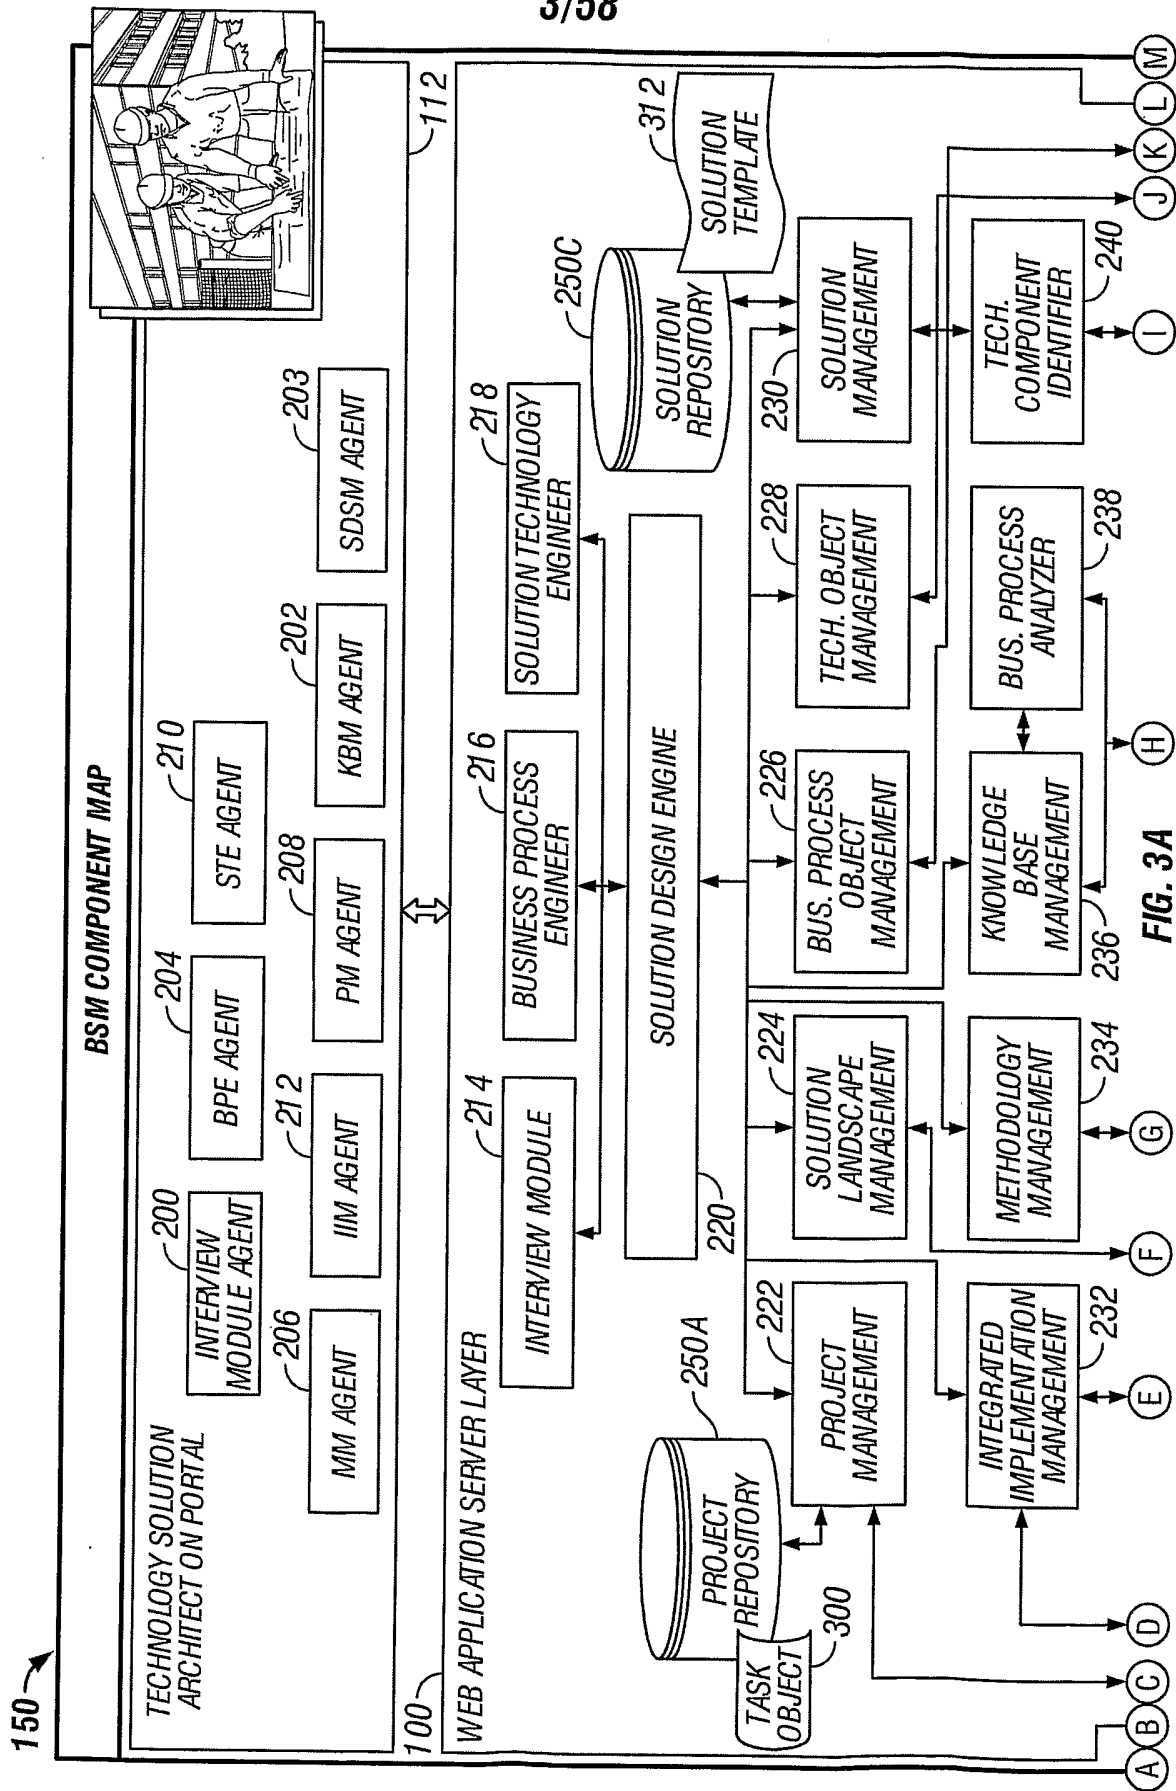 3/58
150
BSM COMPONENT MAP
TECHNOLOGY SOLUTION
ARCHITECT ON PORTAL
200
INTERVIEW
MODULE AGENT
204
BPE AGENT
210
STE AGENT
206
MM AGENT
212
IIM AGENT
208
PM AGENT
202
KBM AGENT
203
SDSM AGENT
112
100
WEB APPLICATION SERVER LAYER
214
INTERVIEW MODULE
216
BUSINESS PROCESS
ENGINEER
218
SOLUTION TECHNOLOGY
ENGINEER
220
SOLUTION DESIGN ENGINE
250A
PROJECT
REPOSITORY
TASK
OBJECT
300
250C
SOLUTION
REPOSITORY
312
SOLUTION
TEMPLATE
222
PROJECT
MANAGEMENT
224
SOLUTION
LANDSCAPE
MANAGEMENT
226
BUS. PROCESS
OBJECT
MANAGEMENT
228
TECH. OBJECT
MANAGEMENT
230
SOLUTION
MANAGEMENT
INTEGRATED
IMPLEMENTATION
MANAGEMENT
232
METHODOLOGY
MANAGEMENT
234
KNOWLEDGE
BASE
MANAGEMENT
236
BUS. PROCESS
ANALYZER
238
TECH.
COMPONENT
IDENTIFIER
240
A
B
C
D
E
F
G
H
I
J
K
L
M
FIG. 3A